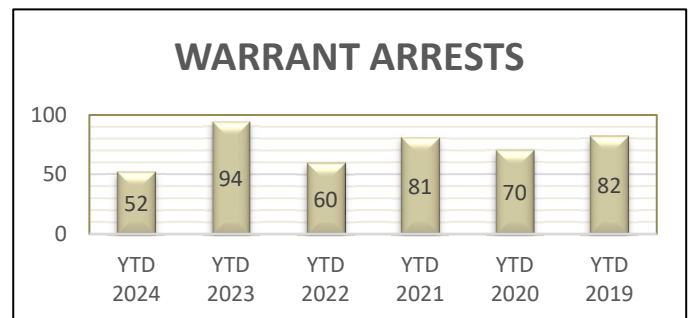 WARRANT ARRESTS
100
50
0
52
94
60
81
70
82
YTD 2024
YTD 2023
YTD 2022
YTD 2021
YTD 2020
YTD 2019